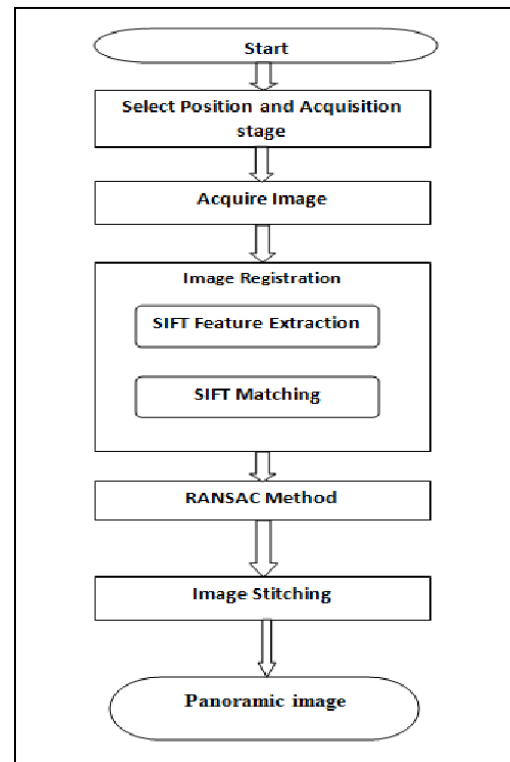 Start
Select Position and Acquisition
stage
Acquire Image
Image Registration
SIFT Feature Extraction
SIFT Matching
RANSAC Method
Image Stitching
Panoramic image